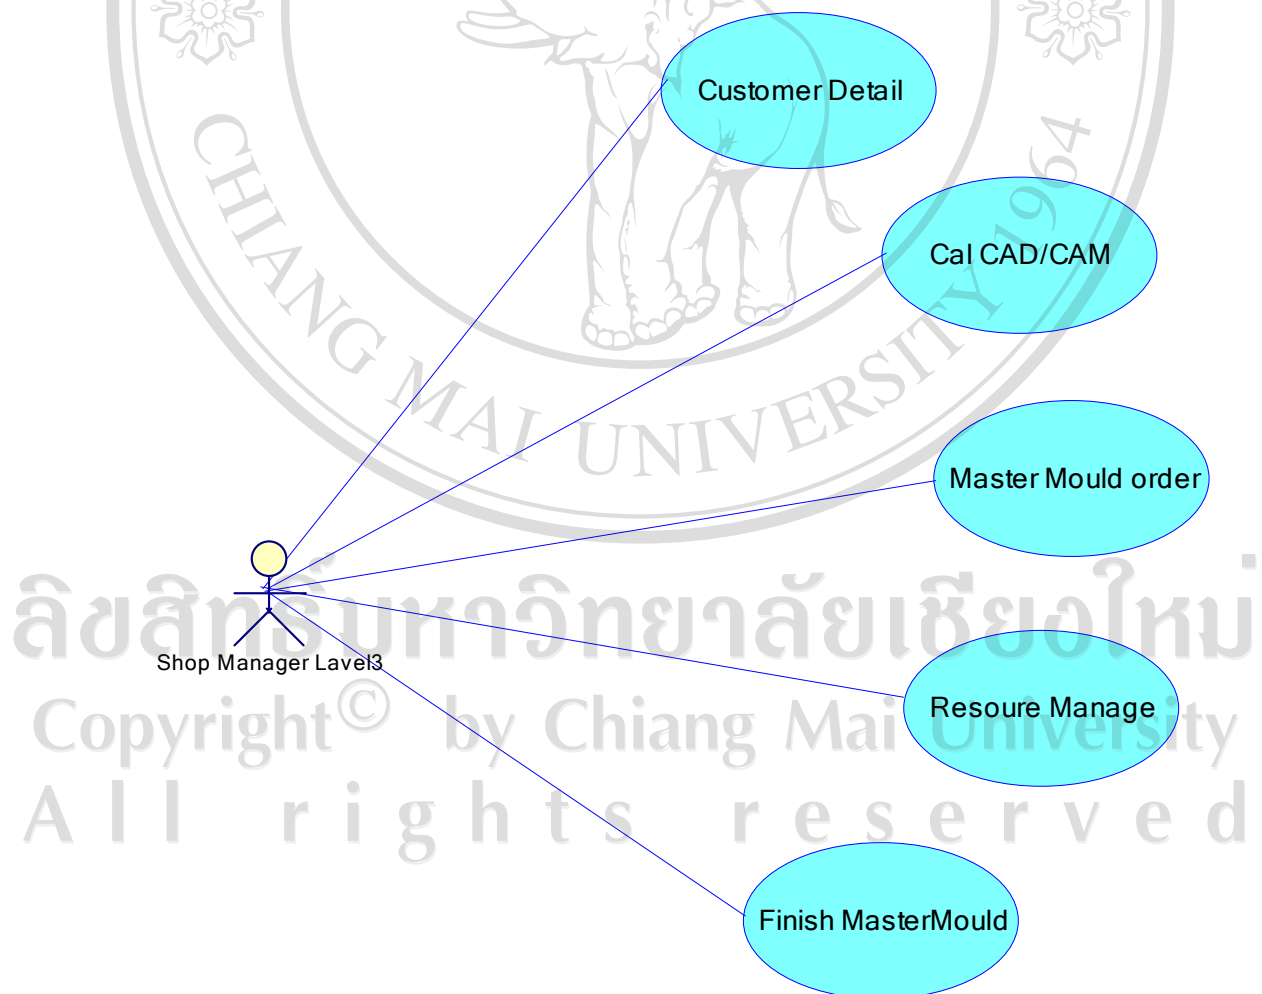 Customer Detail
Cal CAD/CAM
CHIANG MAI UNIVERSITY 1964
Master Mould order
ลิขสิทธิ์มหาวิทยาลัยเชียงใหม่
Shop Manager Lavel3
Resoure Manage
Copyright© by Chiang Mai University
All rights reserved
Finish MasterMould